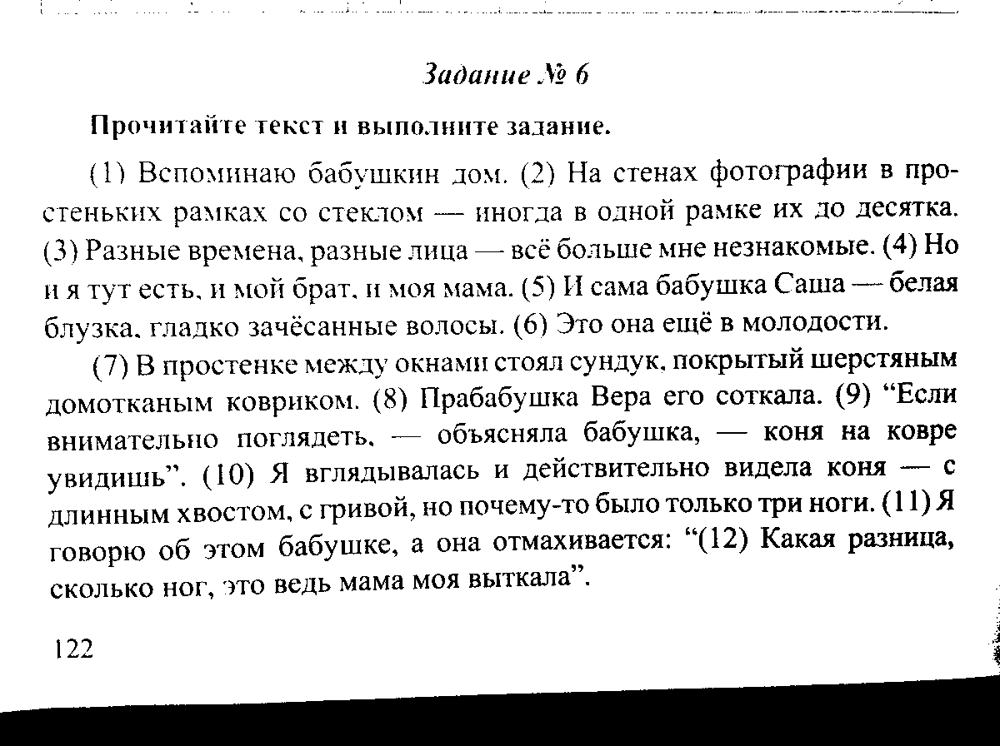 Задание № 6
Прочитайте текст и выполните задание.
(1) Вспоминаю бабушкин дом. (2) На стенах фотографии в про-
стеньких рамках со стеклом — иногда в одной рамке их до десятка.
(3) Разные времена, разные лица — всё больше мне незнакомые. (4) Но
и я тут есть, и мой брат, и моя мама. (5) И сама бабушка Саша — белая
блузка, гладко зачёсанные волосы. (6) Это она ещё в молодости.
(7) В простенке между окнами стоял сундук, покрытый шерстяным
домотканым ковриком. (8) Прабабушка Вера его соткала. (9) “Если
внимательно поглядеть, — объясняла бабушка, — коня на ковре
увидишь”. (10) Я вглядывалась и действительно видела коня — с
длинным хвостом, с гривой, но почему-то было только три ноги. (11) Я
говорю об этом бабушке, а она отмахивается: “(12) Какая разница,
сколько ног, это ведь мама моя выткала”.
122